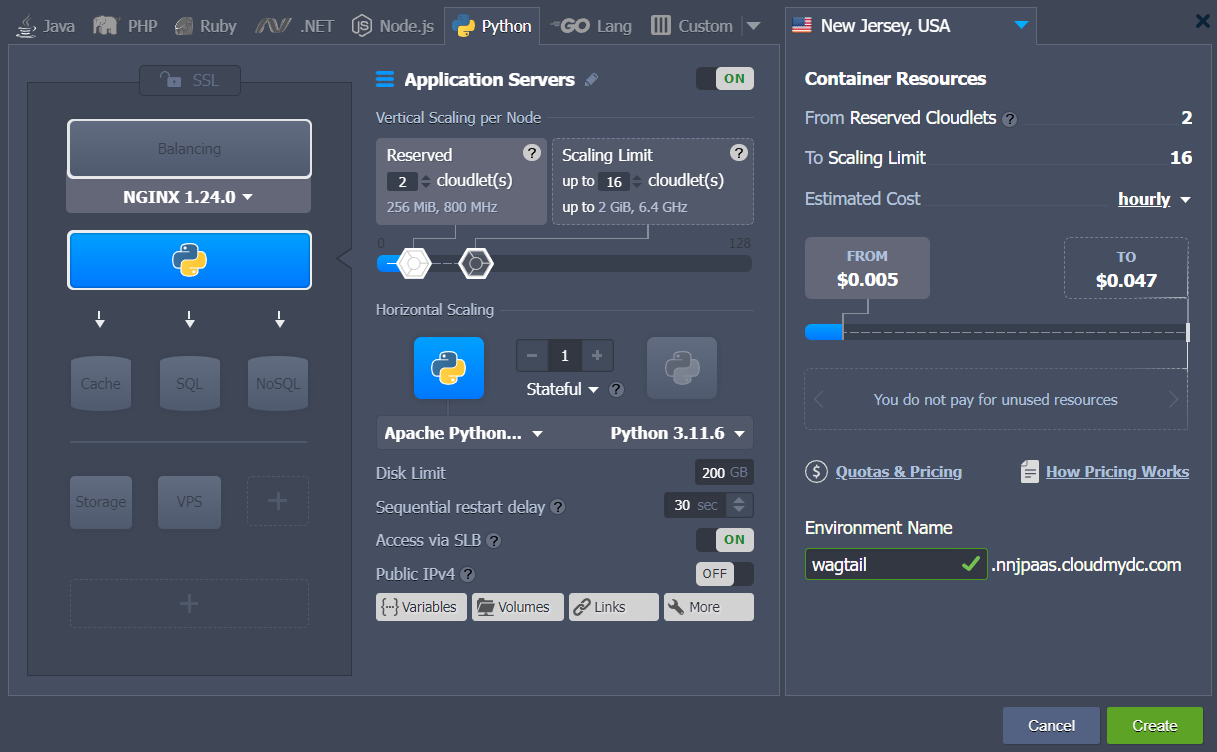 Java PHP Ruby .NET Node.js Python GO Lang Custom
New Jersey, USA
SSL
Balancing
NGINX 1.24.0
Cache SQL NoSQL
Storage VPS
Application Servers ON
Vertical Scaling per Node
Reserved ?
2 cloudlet(s)
256 MiB, 800 MHz
Scaling Limit ?
up to 16 cloudlet(s)
up to 2 GiB, 6.4 GHz
0 128
Horizontal Scaling
1
Stateful ?
Apache Python... Python 3.11.6
Disk Limit 200 GB
Sequential restart delay ? 30 sec
Access via SLB ? ON
Public IPv4 ? OFF
Variables Volumes Links More
Container Resources
From Reserved Cloudlets ? 2
To Scaling Limit 16
Estimated Cost hourly
FROM
$0.005
TO
$0.047
You do not pay for unused resources
$ Quotas & Pricing How Pricing Works
Environment Name
wagtail .nnjpaas.cloudmydc.com
Cancel Create